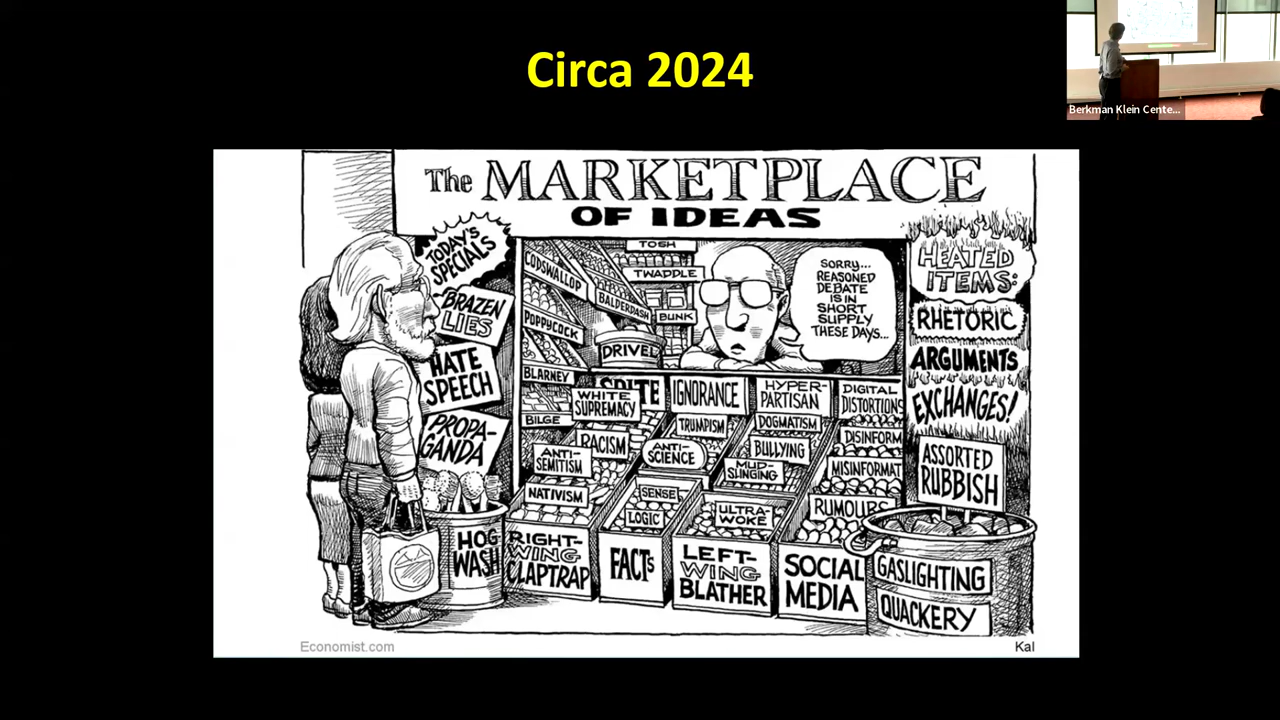 Circa 2024
Berkman Klein Cente...
The MARKETPLACE
OF IDEAS
TODAY'S
SPECIALS
BRAZEN
LIES
HATE
SPEECH
PROPA-
GANDA
HOG
WASH
CODSWALLOP
POPPYCOCK
BLARNEY
BILGE
BALDERDASH
TOSH
TWADDLE
BUNK
DRIVEL
SORRY...
REASONED
DEBATE
IS IN
SHORT
SUPPLY
THESE DAYS...
HEATED
ITEMS:
RHETORIC
ARGUMENTS
EXCHANGES!
SPITE
WHITE
SUPREMACY
RACISM
ANTI-
SEMITISM
NATIVISM
RIGHT-
WING
CLAPTRAP
IGNORANCE
TRUMPISM
ANTI-
SCIENCE
SENSE
LOGIC
FACTS
HYPER-
PARTISAN
DOGMATISM
BULLYING
MUD-
SLINGING
ULTRA-
WOKE
LEFT-
WING
BLATHER
DIGITAL
DISTORTIONS
DISINFORM
MISINFORMAT
RUMOURS
SOCIAL
MEDIA
ASSORTED
RUBBISH
GASLIGHTING
QUACKERY
Economist.com
Kal